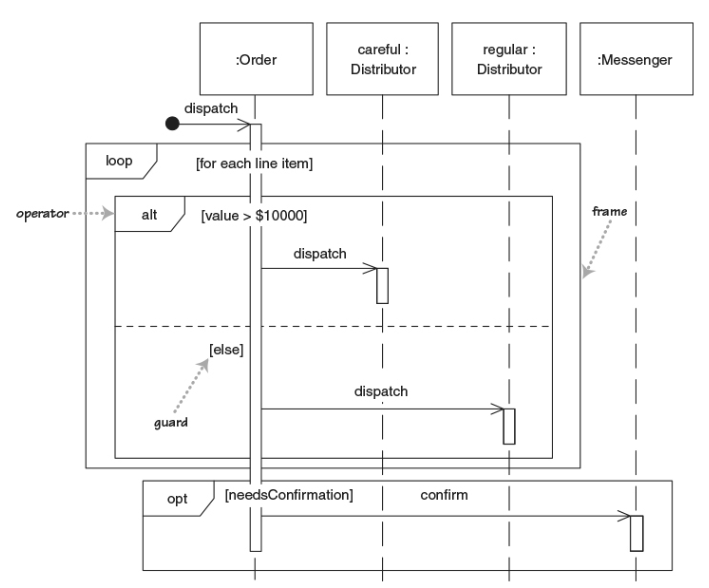 :Order
careful :
Distributor
regular :
Distributor
:Messenger
dispatch
loop
[for each line item]
operator
alt
[value > $10000]
frame
dispatch
[else]
dispatch
guard
opt
[needsConfirmation]
confirm